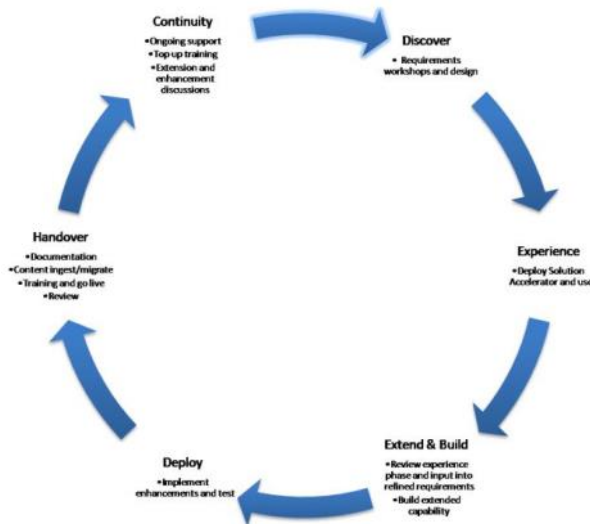 Continuity
•Ongoing support
•Top-up training
•Extension and
enhancement
discussions
Discover
• Requirements
workshops and design
Experience
•Deploy Solution
Accelerator and use
Extend & Build
•Review experience
phase and input into
refined requirements
•Build extended
capability
Deploy
•Implement
enhancements and test
Handover
•Documentation
•Content ingest/migrate
•Training and go live
•Review